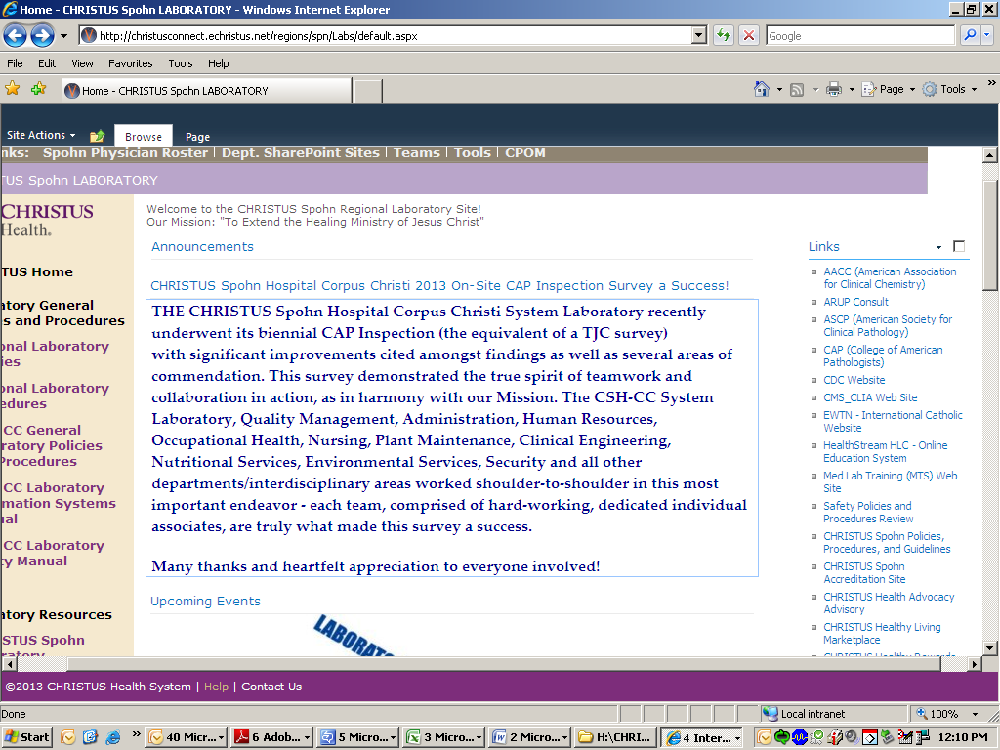 Home - CHRISTUS Spohn LABORATORY - Windows Internet Explorer
http://christusconnect.echristus.net/regions/spn/Labs/default.aspx
Google
File Edit View Favorites Tools Help
Home - CHRISTUS Spohn LABORATORY
Page Tools
Site Actions Browse Page
nks: Spohn Physician Roster | Dept. SharePoint Sites | Teams | Tools | CPOM
TUS Spohn LABORATORY
CHRISTUS
Health.
TUS Home
atory General
s and Procedures
onal Laboratory
ies
onal Laboratory
edures
CC General
ratory Policies
Procedures
CC Laboratory
mation Systems
ual
CC Laboratory
cy Manual
atory Resources
STUS Spohn
ratory
Welcome to the CHRISTUS Spohn Regional Laboratory Site!
Our Mission: "To Extend the Healing Ministry of Jesus Christ"
Announcements
CHRISTUS Spohn Hospital Corpus Christi 2013 On-Site CAP Inspection Survey a Success!
THE CHRISTUS Spohn Hospital Corpus Christi System Laboratory recently
underwent its biennial CAP Inspection (the equivalent of a TJC survey)
with significant improvements cited amongst findings as well as several areas of
commendation. This survey demonstrated the true spirit of teamwork and
collaboration in action, as in harmony with our Mission. The CSH-CC System
Laboratory, Quality Management, Administration, Human Resources,
Occupational Health, Nursing, Plant Maintenance, Clinical Engineering,
Nutritional Services, Environmental Services, Security and all other
departments/interdisciplinary areas worked shoulder-to-shoulder in this most
important endeavor - each team, comprised of hard-working, dedicated individual
associates, are truly what made this survey a success.
Many thanks and heartfelt appreciation to everyone involved!
Upcoming Events
LABORATO
Links
AACC (American Association
for Clinical Chemistry)
ARUP Consult
ASCP (American Society for
Clinical Pathology)
CAP (College of American
Pathologists)
CDC Website
CMS_CLIA Web Site
EWTN - International Catholic
Website
HealthStream HLC - Online
Education System
Med Lab Training (MTS) Web
Site
Safety Policies and
Procedures Review
CHRISTUS Spohn Policies,
Procedures, and Guidelines
CHRISTUS Spohn
Accreditation Site
CHRISTUS Health Advocacy
Advisory
CHRISTUS Healthy Living
Marketplace
CHRISTUS Healthy Rewards
©2013 CHRISTUS Health System | Help | Contact Us
Done Local intranet 100%
Start 40 Micr... 6 Adob... 5 Micro... 3 Micro... 2 Micro... H:\CHRI... 4 Inter... 12:10 PM